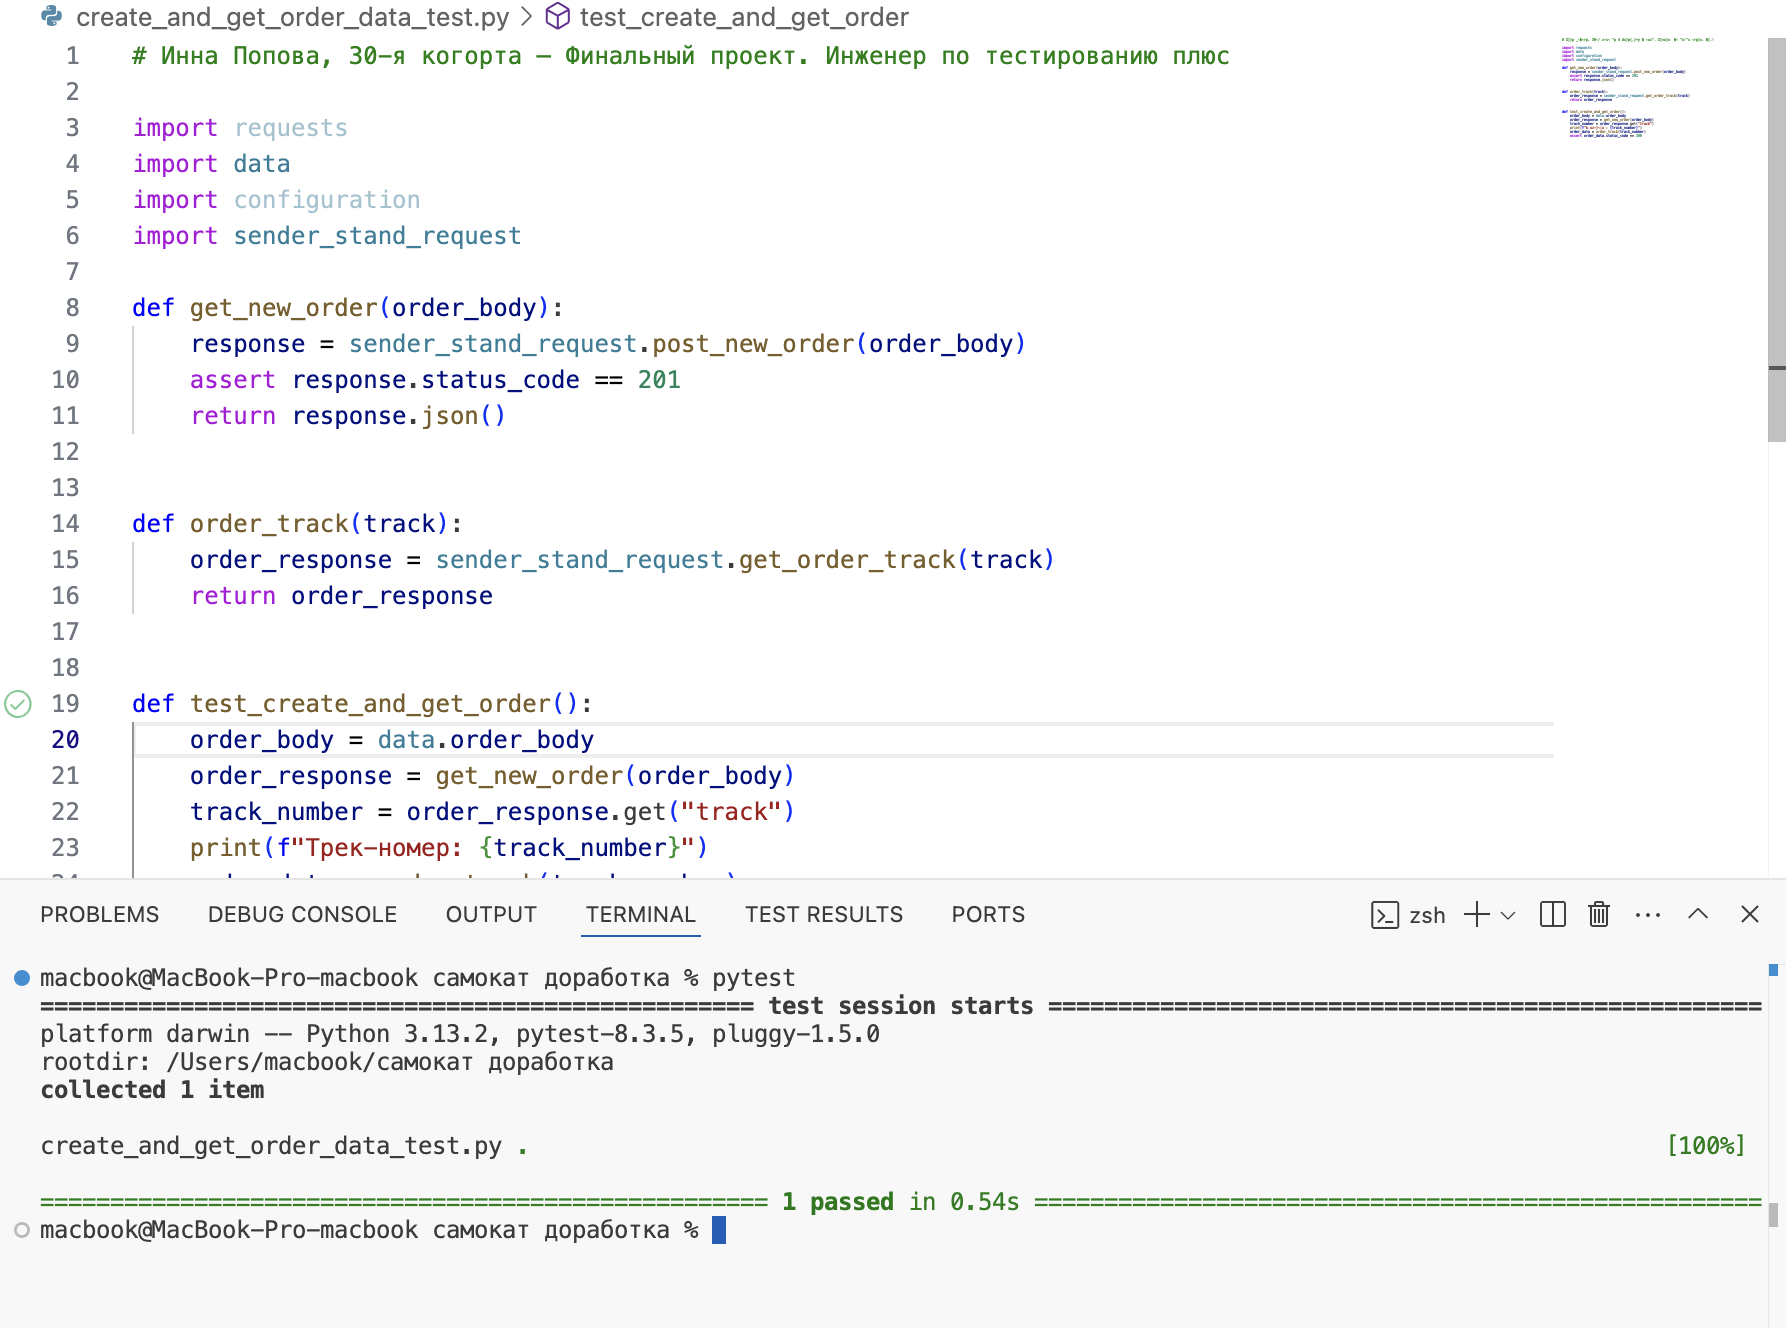 create_and_get_order_data_test.py > test_create_and_get_order
1 # Инна Попова, 30-я когорта — Финальный проект. Инженер по тестированию плюс
2
3 import requests
4 import data
5 import configuration
6 import sender_stand_request
7
8 def get_new_order(order_body):
9     response = sender_stand_request.post_new_order(order_body)
10     assert response.status_code == 201
11     return response.json()
12
13
14 def order_track(track):
15     order_response = sender_stand_request.get_order_track(track)
16     return order_response
17
18
19 def test_create_and_get_order():
20     order_body = data.order_body
21     order_response = get_new_order(order_body)
22     track_number = order_response.get("track")
23     print(f"Трек-номер: {track_number}")
PROBLEMS DEBUG CONSOLE OUTPUT TERMINAL TEST RESULTS PORTS zsh
macbook@MacBook-Pro-macbook самокат доработка % pytest
=================================================== test session starts ===================================================
platform darwin -- Python 3.13.2, pytest-8.3.5, pluggy-1.5.0
rootdir: /Users/macbook/самокат доработка
collected 1 item
create_and_get_order_data_test.py . [100%]
==================================================== 1 passed in 0.54s ====================================================
macbook@MacBook-Pro-macbook самокат доработка %